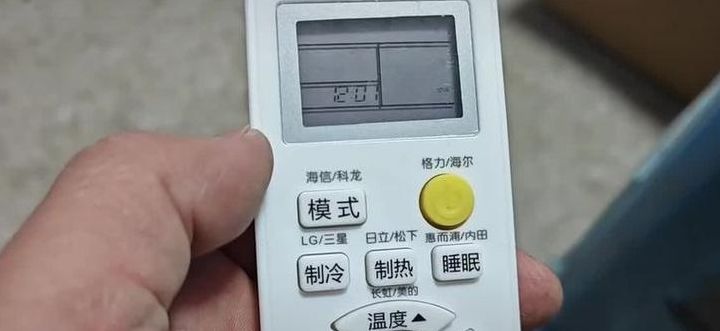 12:01
格力/海尔
海信/科龙
模式
LG/三星 日立/松下 惠而浦/内田
制冷 制热 睡眠
长虹/美的
温度▲